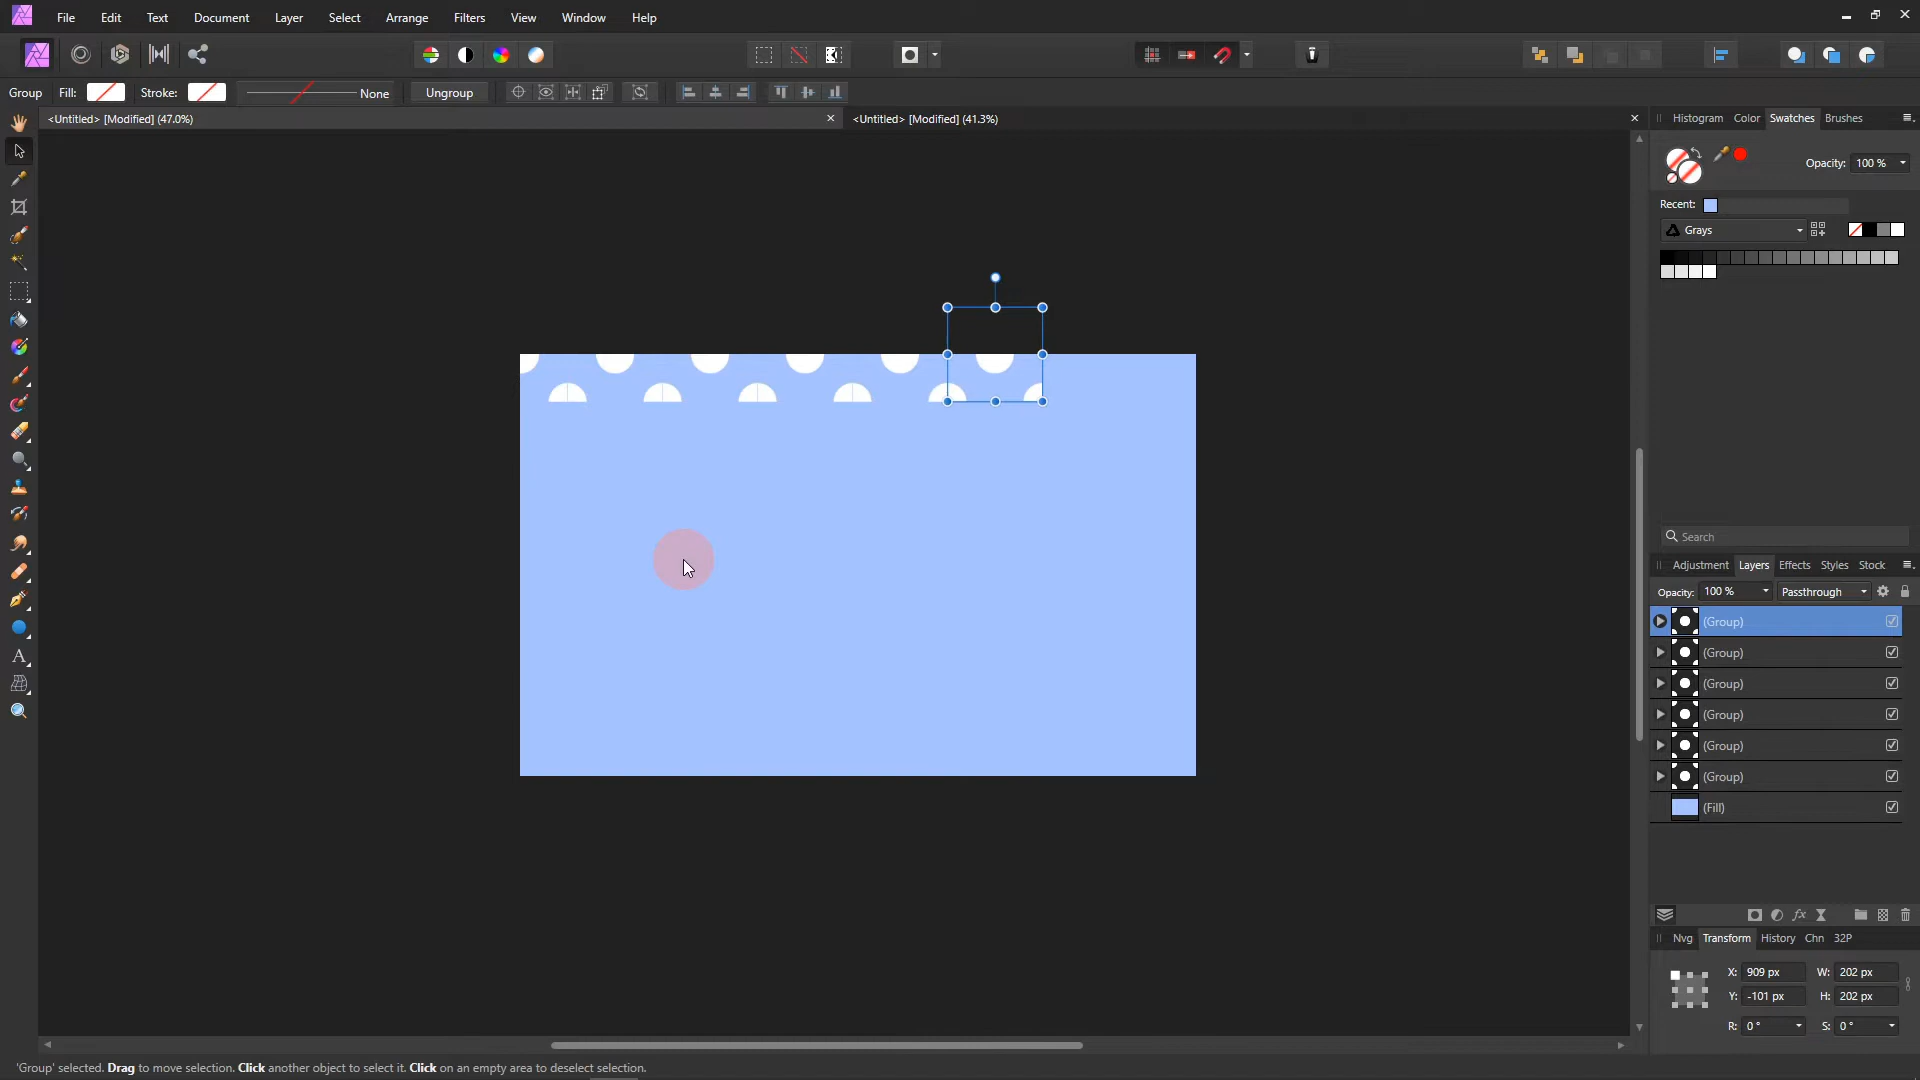 File Edit Text Document Layer Select Arrange Filters View Window Help
Group Fill: Stroke: None Ungroup
<Untitled> [Modified] (47.0%)
<Untitled> [Modified] (41.3%)
Histogram Color Swatches Brushes
Opacity: 100 %
Recent:
Grays
Search
Adjustment Layers Effects Styles Stock
Opacity: 100 % Passthrough
(Group)
(Group)
(Group)
(Group)
(Group)
(Group)
(Fill)
fx
Nvg Transform History Chn 32P
X: 909 px W: 202 px
Y: -101 px H: 202 px
R: 0 ° S: 0 °
'Group' selected. Drag to move selection. Click another object to select it. Click on an empty area to deselect selection.